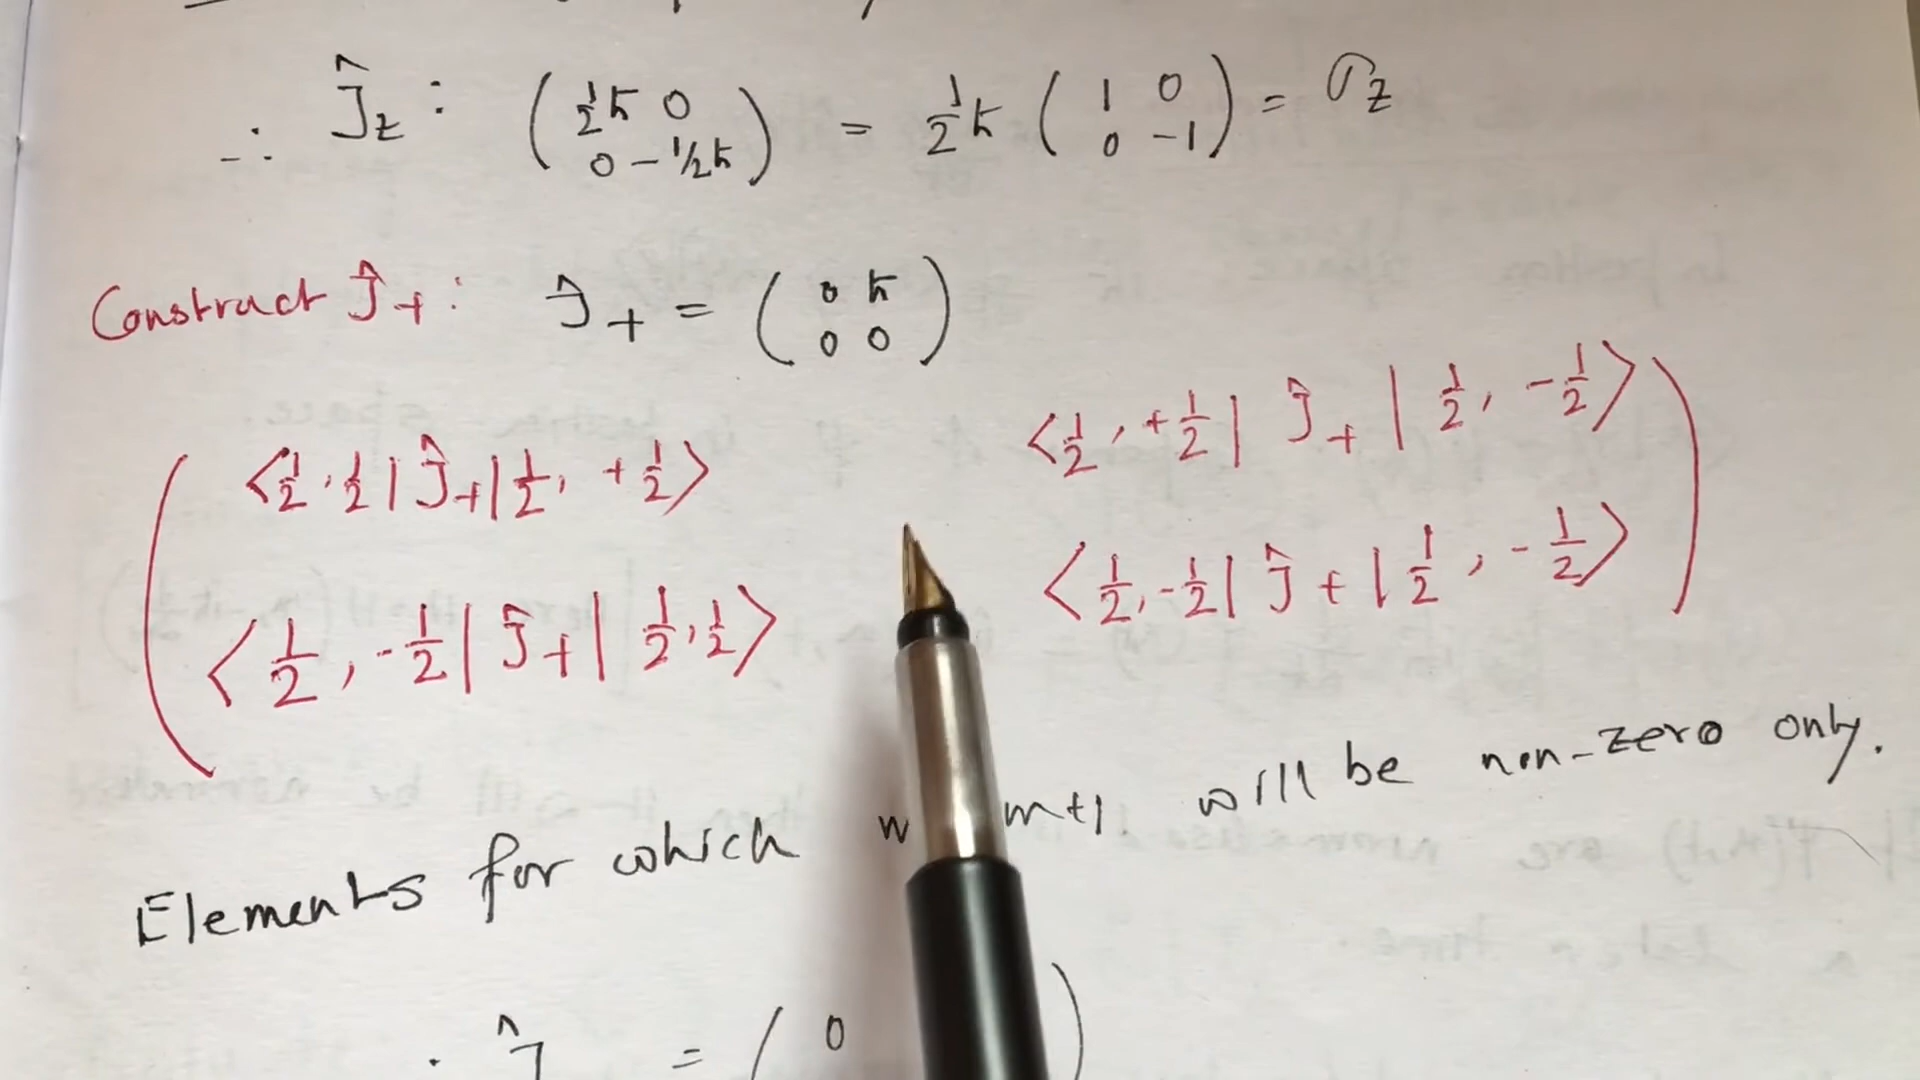 ∴ Ĵz : ( ½ħ 0 0 -1/2ħ ) = ½ħ ( 1 0 0 -1 ) = σz
Construct Ĵ+ : Ĵ+ = ( 0 ħ 0 0 )
( <½, ½| Ĵ+ |½, +½> <½, +½| Ĵ+ |½, -½>
<½, -½| Ĵ+ |½, ½> <½, -½| Ĵ+ |½, -½> )
Elements for which m+1 will be non-zero only.
Ĵ = ( 0 )